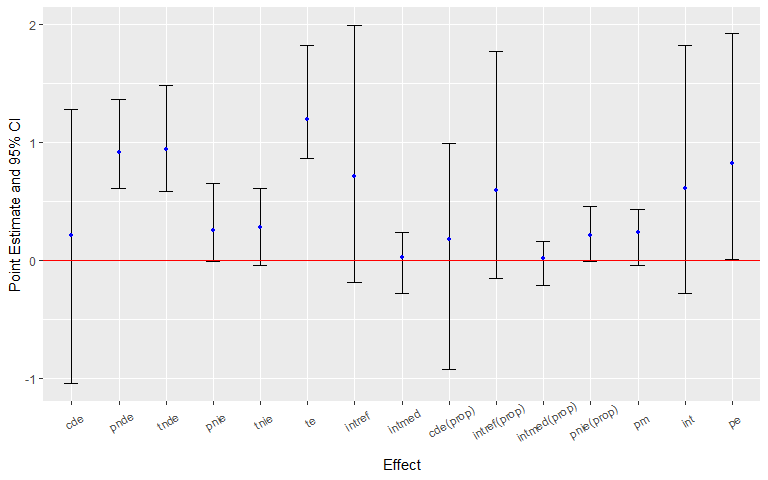 Point Estimate and 95% CI
2
1
0
-1
cde
pnde
tnde
pnie
tnie
te
intref
intmed
cde(prop)
intref(prop)
intmed(prop)
pnie(prop)
pm
int
pe
Effect